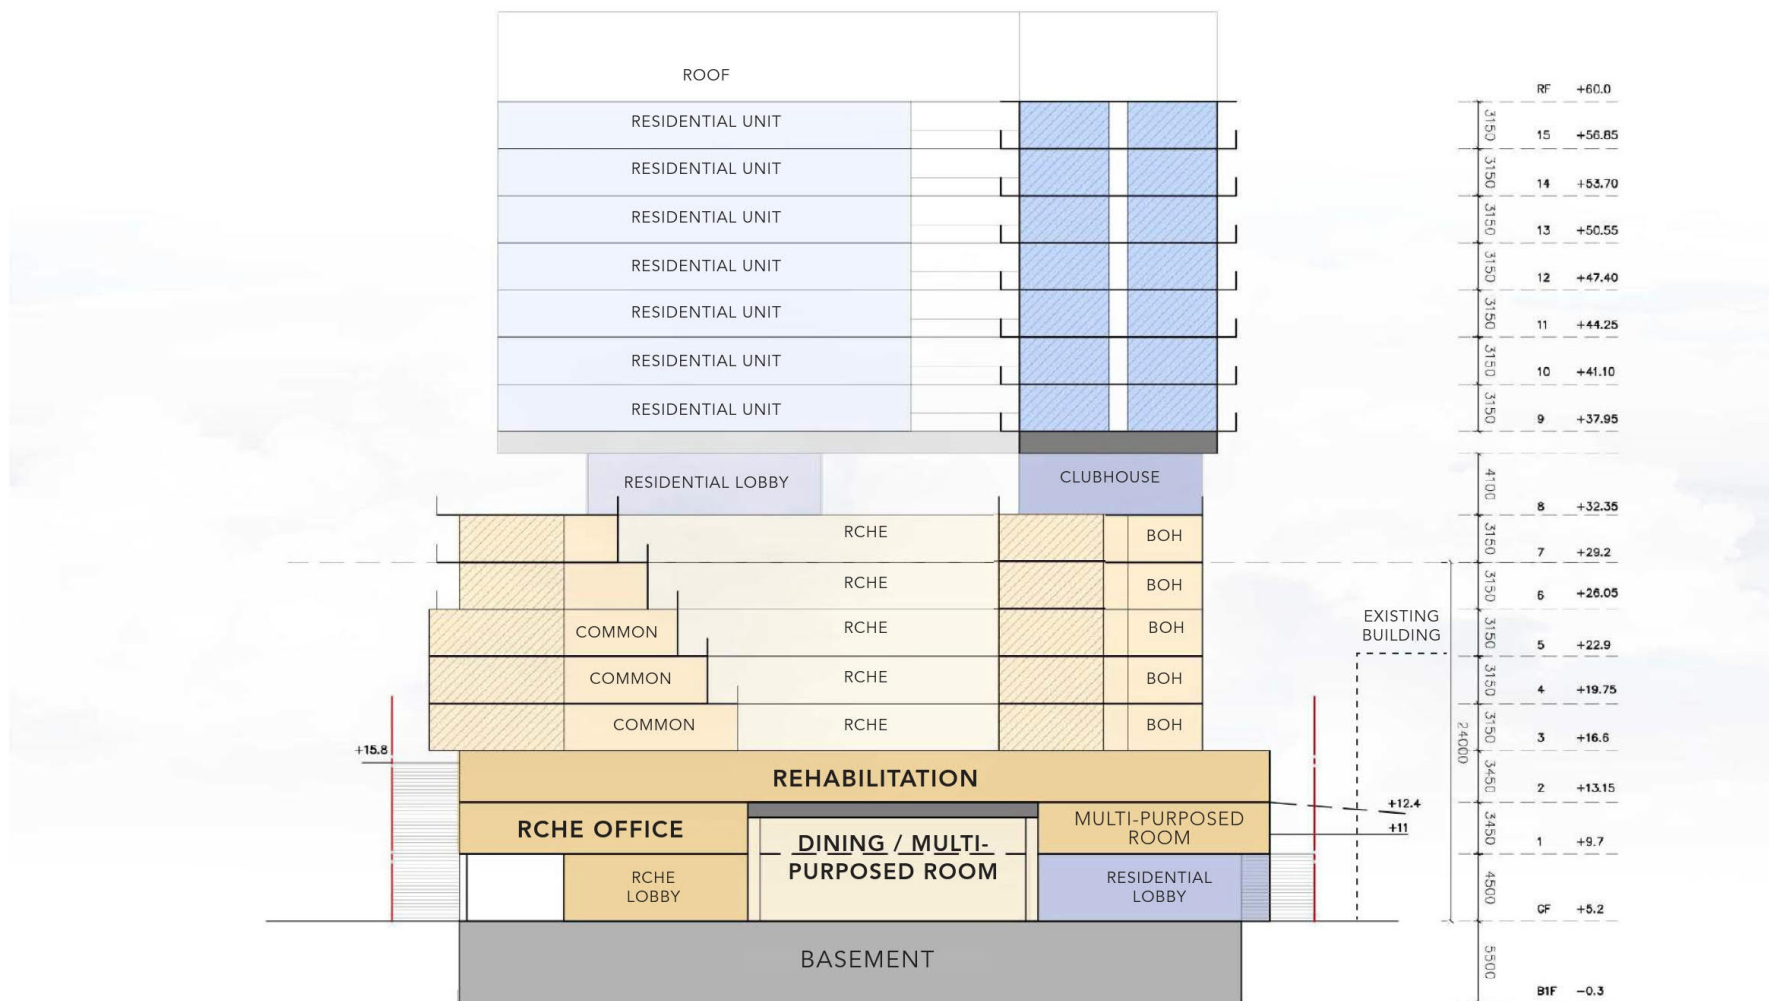 ROOF
RF +60.0
RESIDENTIAL UNIT
3150
15 +56.85
RESIDENTIAL UNIT
3150
14 +53.70
RESIDENTIAL UNIT
3150
13 +50.55
RESIDENTIAL UNIT
3150
12 +47.40
RESIDENTIAL UNIT
3150
11 +44.25
RESIDENTIAL UNIT
3150
10 +41.10
RESIDENTIAL UNIT
3150
9 +37.95
RESIDENTIAL LOBBY
CLUBHOUSE
4100
8 +32.35
RCHE
BOH
3150
7 +29.2
RCHE
BOH
3150
6 +26.05
COMMON
RCHE
BOH
EXISTING
BUILDING
3150
5 +22.9
COMMON
RCHE
BOH
3150
4 +19.75
COMMON
RCHE
BOH
3150
3 +16.6
24000
+15.8
REHABILITATION
3450
2 +13.15
+12.4
RCHE OFFICE
DINING / MULTI-
PURPOSED ROOM
MULTI-PURPOSED
ROOM
+11
3450
1 +9.7
RCHE
LOBBY
RESIDENTIAL
LOBBY
4500
GF +5.2
BASEMENT
5500
B1F -0.3